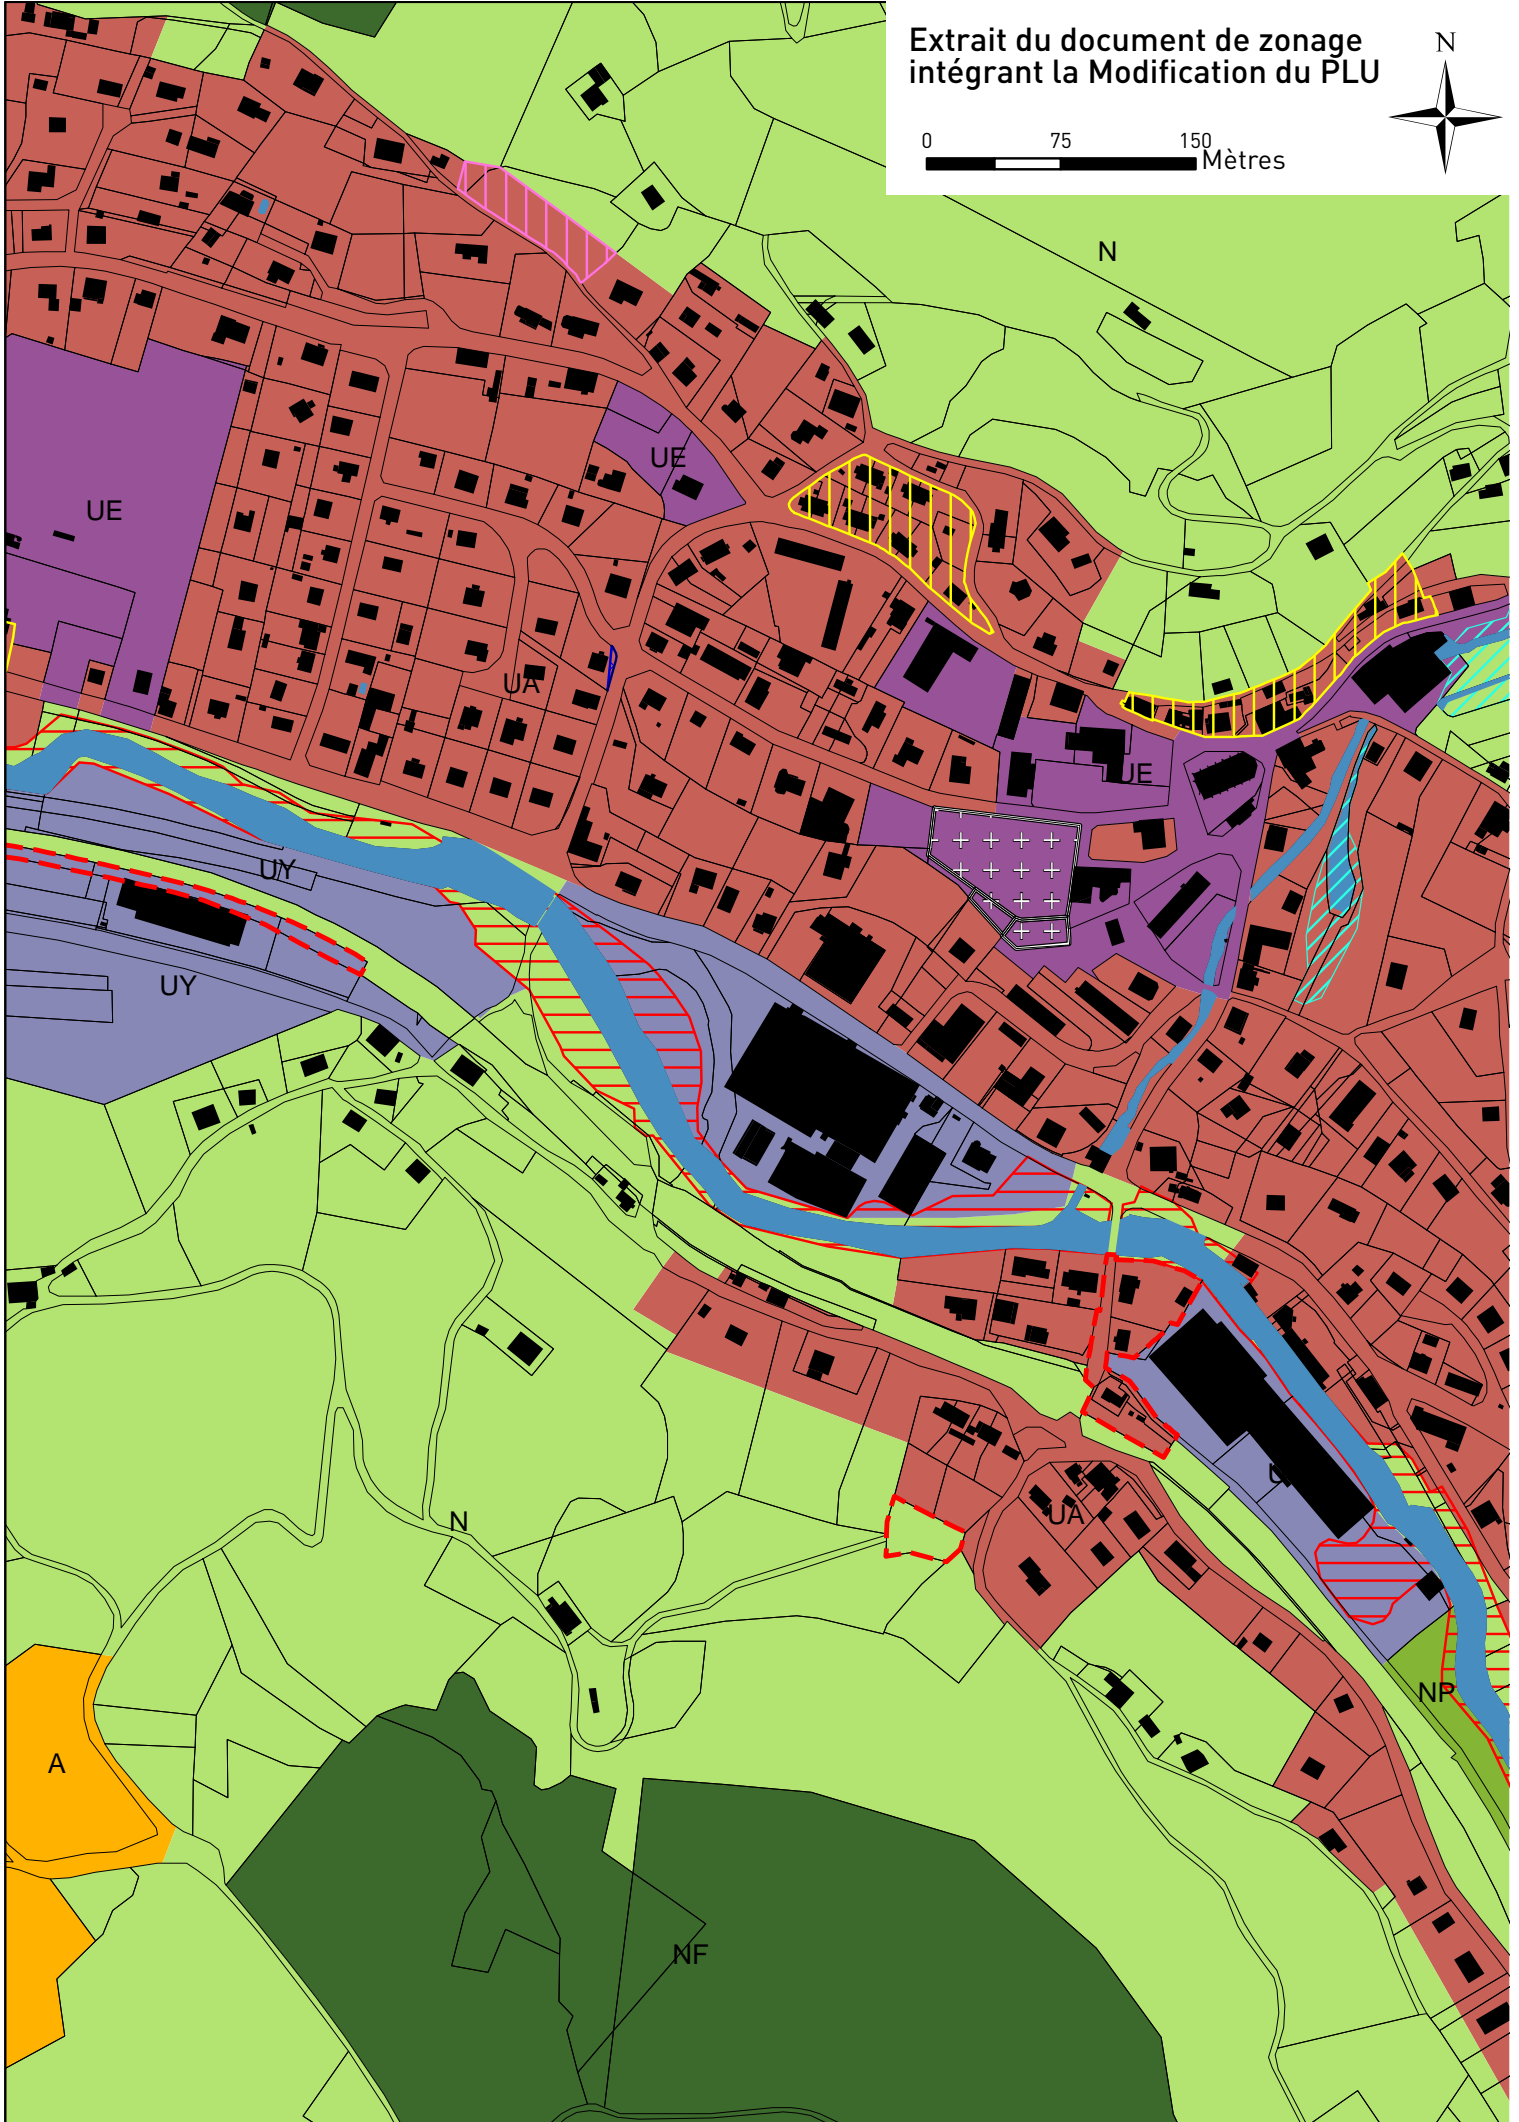 Extrait du document de zonage
intégrant la Modification du PLU
N
0 75 150
Mètres
N
UE
UE
UA
UE
UY
UY
N
UA
NP
A
NF